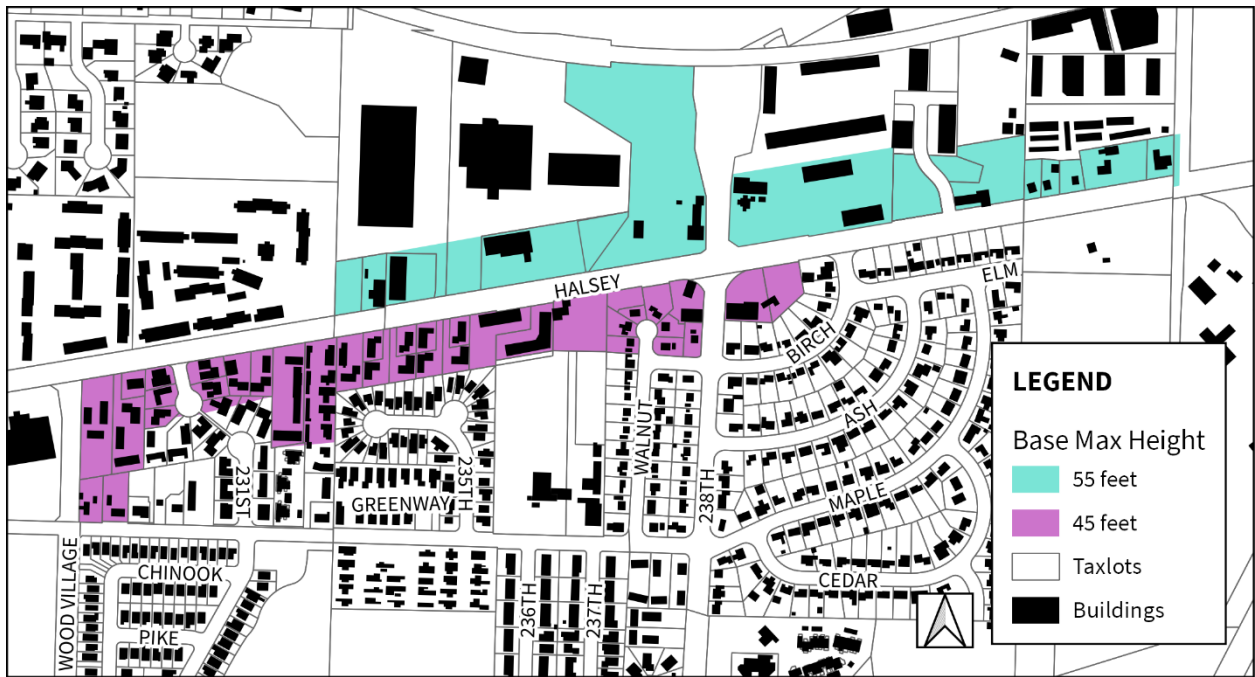 HALSEY
ELM
BIRCH
ASH
WALNUT
238TH
MAPLE
231ST
235TH
GREENWAY
CEDAR
WOOD VILLAGE
CHINOOK
PIKE
236TH
237TH
LEGEND
Base Max Height
55 feet
45 feet
Taxlots
Buildings